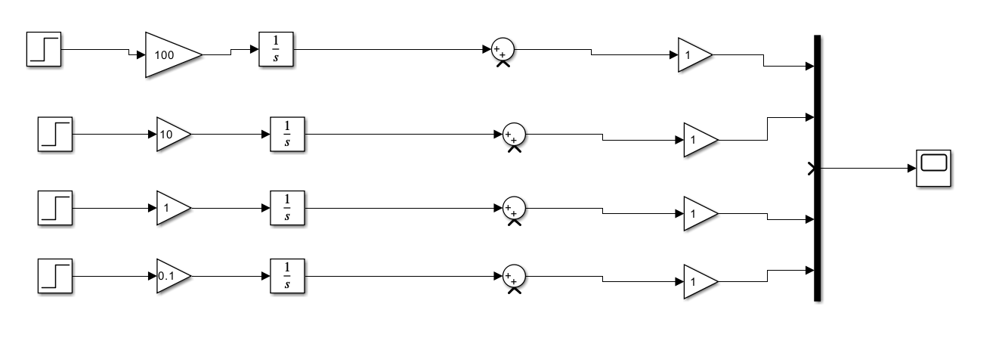 100 1/s ++ 1
10 1/s ++ 1
1 1/s ++ 1
0.1 1/s ++ 1